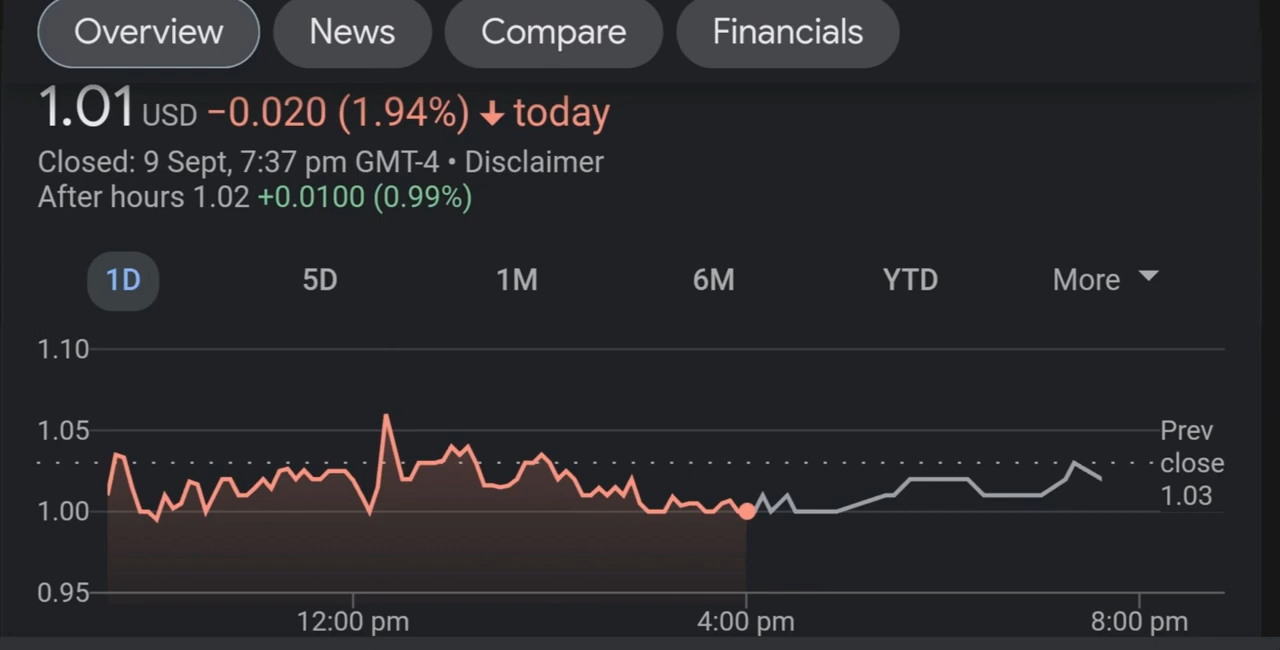 Overview News Compare Financials
1.01 USD −0.020 (1.94%) ↓ today
Closed: 9 Sept, 7:37 pm GMT-4 • Disclaimer
After hours 1.02 +0.0100 (0.99%)
1D 5D 1M 6M YTD More
1.10
1.05
1.00
0.95
Prev
close
1.03
12:00 pm 4:00 pm 8:00 pm